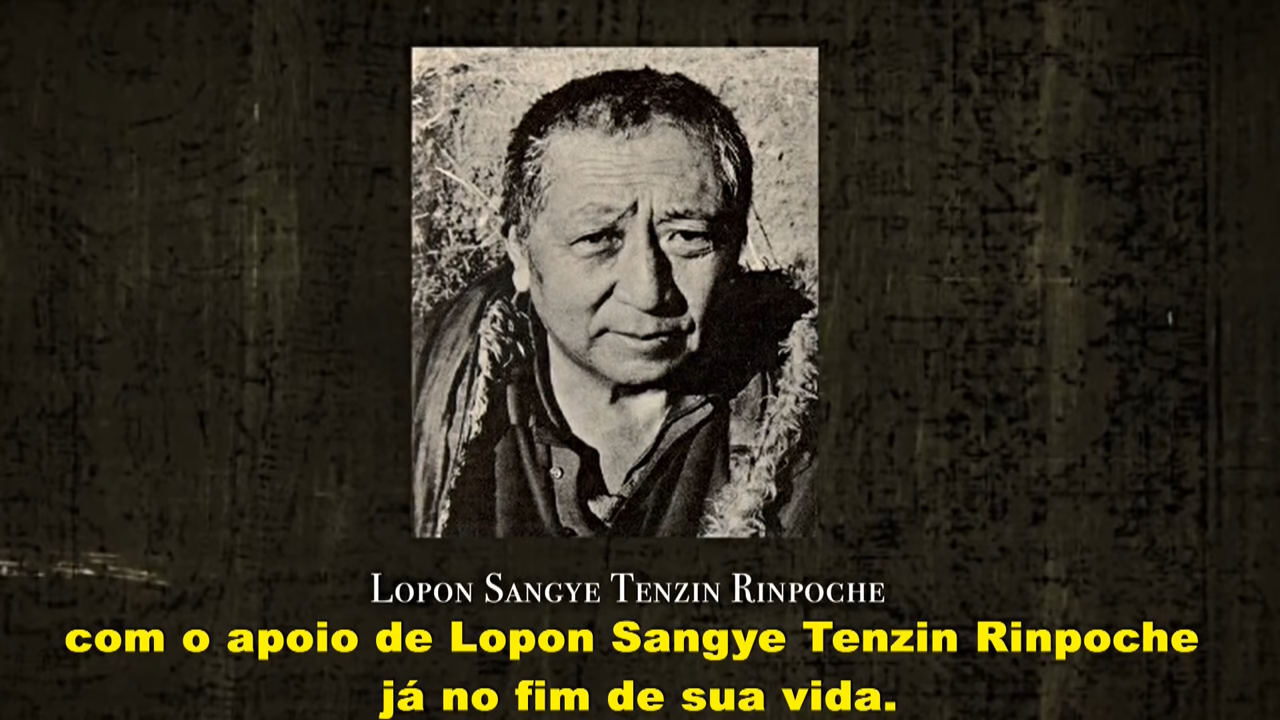 Lopon Sangye Tenzin Rinpoche
com o apoio de Lopon Sangye Tenzin Rinpoche
já no fim de sua vida.